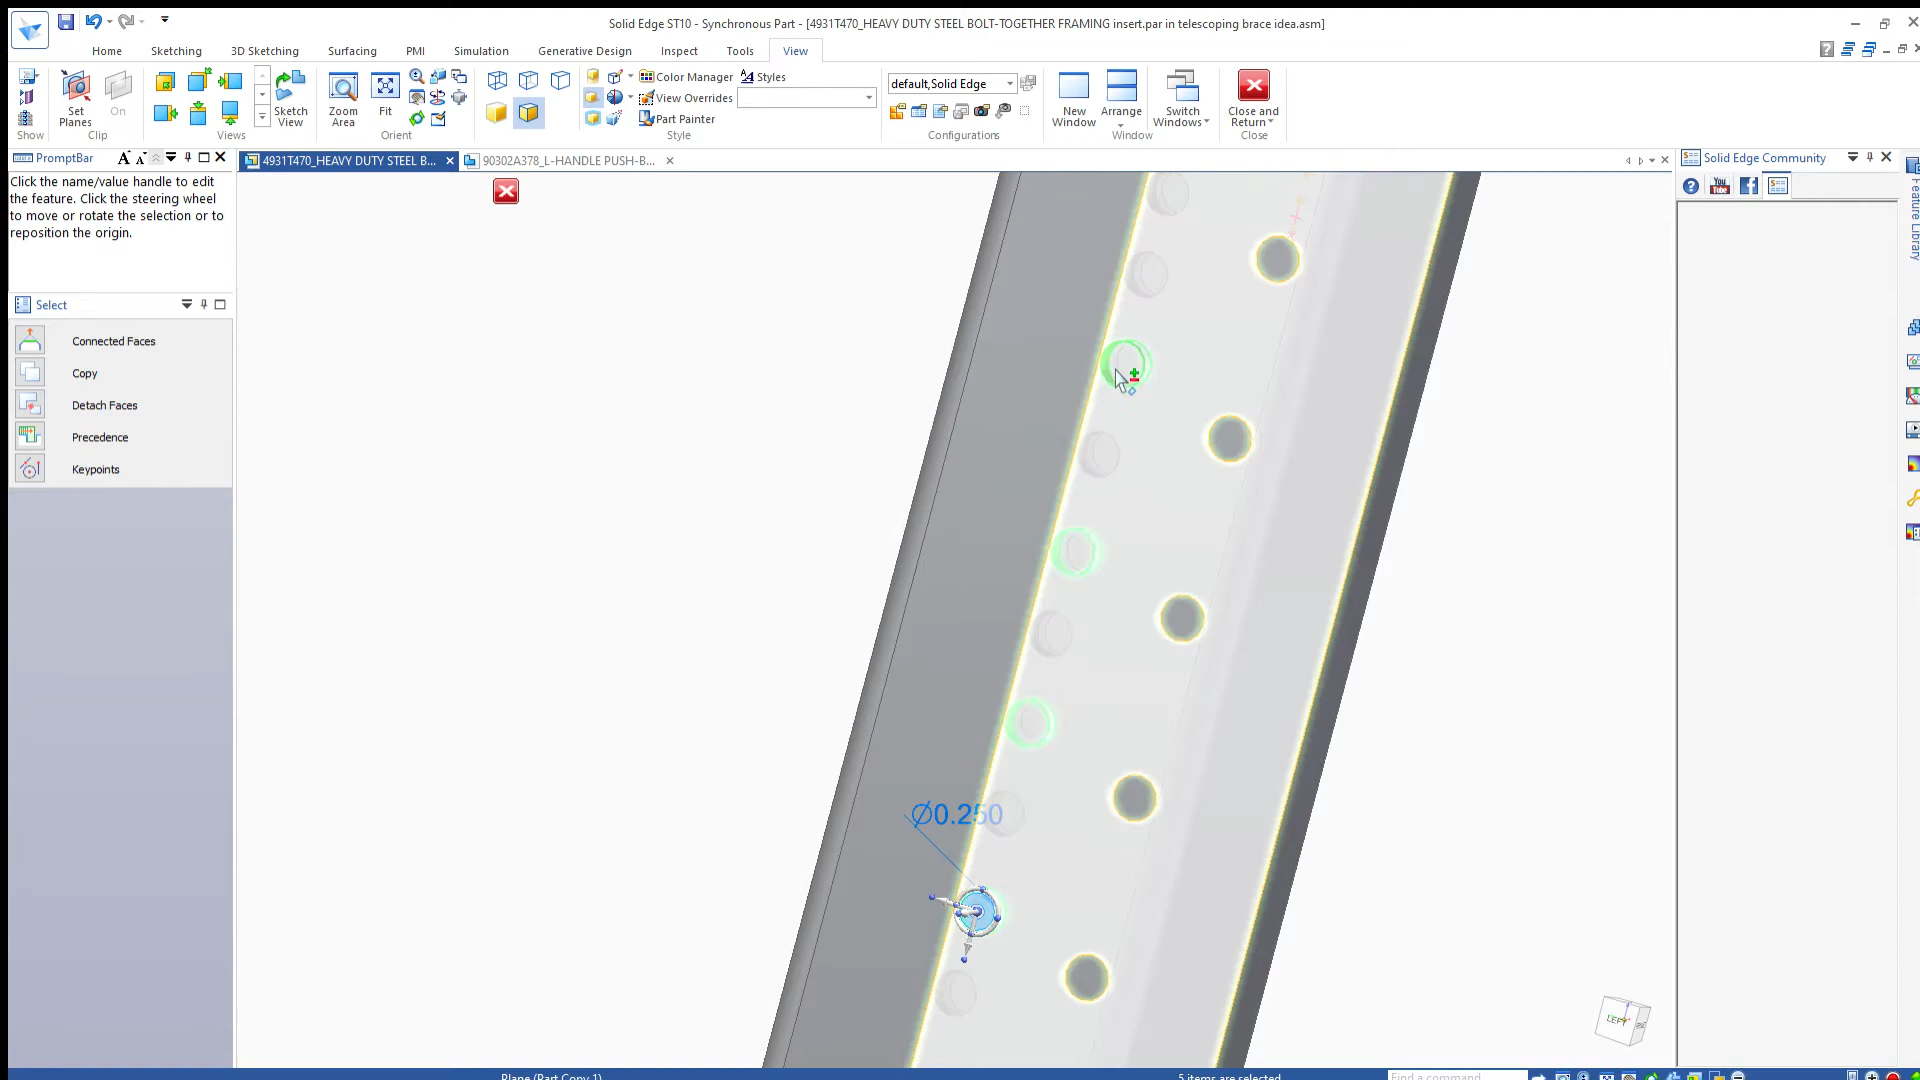 Solid Edge ST10 - Synchronous Part - [4931T470_HEAVY DUTY STEEL BOLT-TOGETHER FRAMING insert.par in telescoping brace idea.asm]
Home Sketching 3D Sketching Surfacing PMI Simulation Generative Design Inspect Tools View
Set Planes
On
Sketch View
Zoom Area
Fit
Color Manager
Styles
View Overrides
Part Painter
default,Solid Edge
New Window
Arrange
Switch Windows
Close and Return
Show Clip Views Orient Style Configurations Window Close
PromptBar
4931T470_HEAVY DUTY STEEL B...
90302A378_L-HANDLE PUSH-B...
Solid Edge Community
Click the name/value handle to edit
the feature. Click the steering wheel
to move or rotate the selection or to
reposition the origin.
You Tube
Feature Library
Select
Connected Faces
Copy
Detach Faces
Precedence
Keypoints
Ø0.250
LEFT
Plane (Part Copy 1)
5 items are selected
Find a command